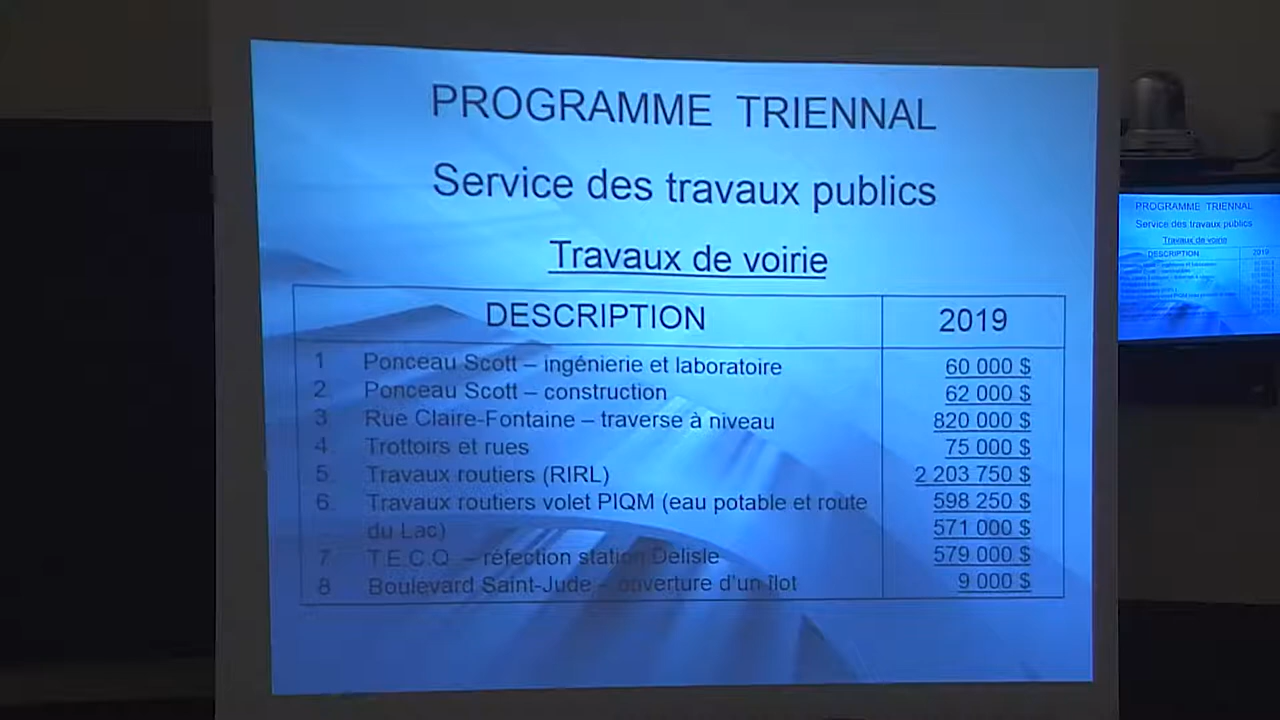 PROGRAMME TRIENNAL
Service des travaux publics
Travaux de voirie
DESCRIPTION 2019
1 Ponceau Scott – ingénierie et laboratoire 60 000 $
2. Ponceau Scott – construction 62 000 $
3. Rue Claire-Fontaine – traverse à niveau 820 000 $
4. Trottoirs et rues 75 000 $
5. Travaux routiers (RIRL) 2 203 750 $
6. Travaux routiers volet PIQM (eau potable et route 598 250 $
du Lac) 571 000 $
7. T.E.C.Q. – réfection station Delisle 579 000 $
8 Boulevard Saint-Jude – ouverture d'un îlot 9 000 $
PROGRAMME TRIENNAL
Service des travaux publics
Travaux de voirie
DESCRIPTION 2019